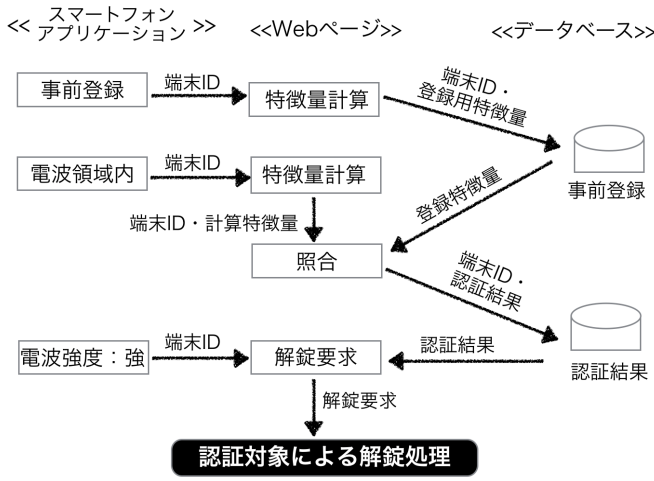 <<スマートフォン
アプリケーション>>
<<Webページ>>
<<データベース>>
事前登録
端末ID
特徴量計算
端末ID・
登録用特徴量
事前登録
電波領域内
端末ID
特徴量計算
登録特徴量
端末ID・計算特徴量
照合
端末ID・
認証結果
認証結果
電波強度：強
端末ID
解錠要求
認証結果
解錠要求
認証対象による解錠処理